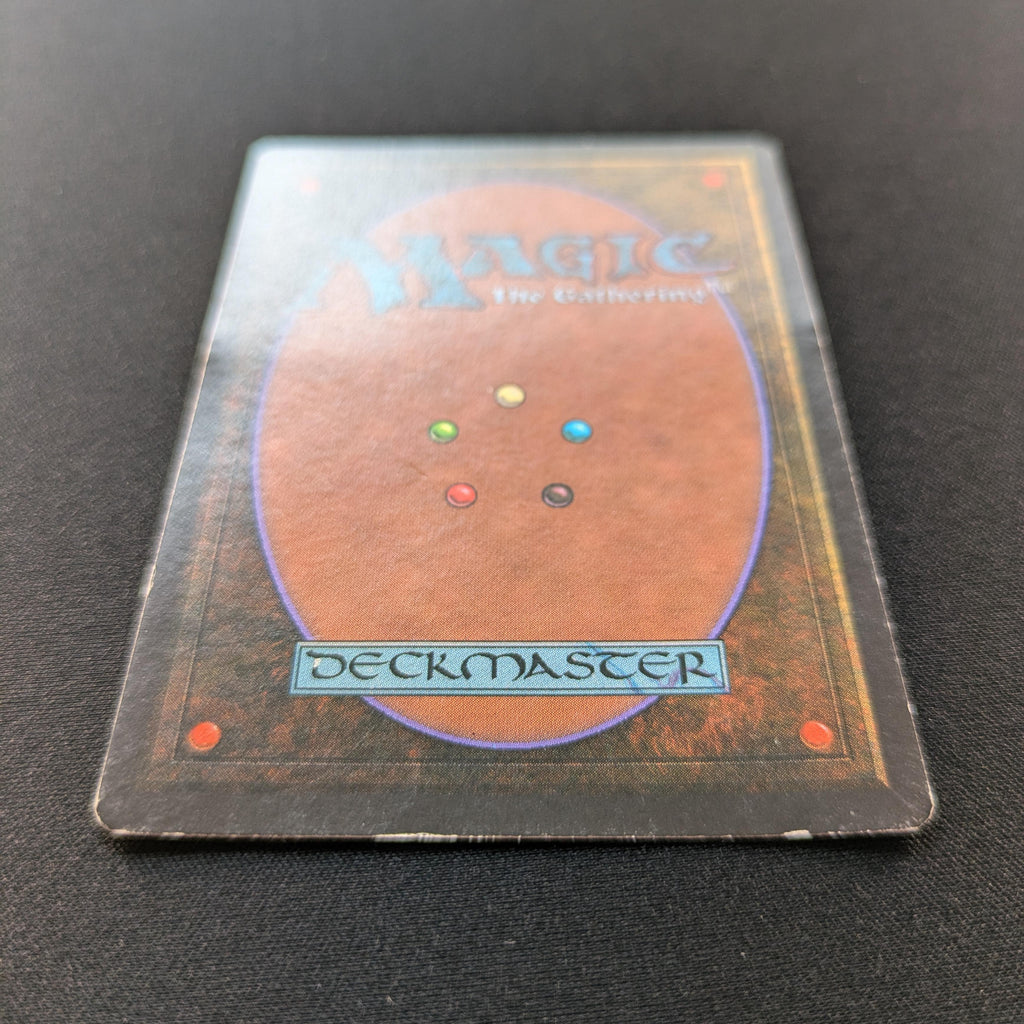 MAGIC
The Gathering™
DECKMASTER